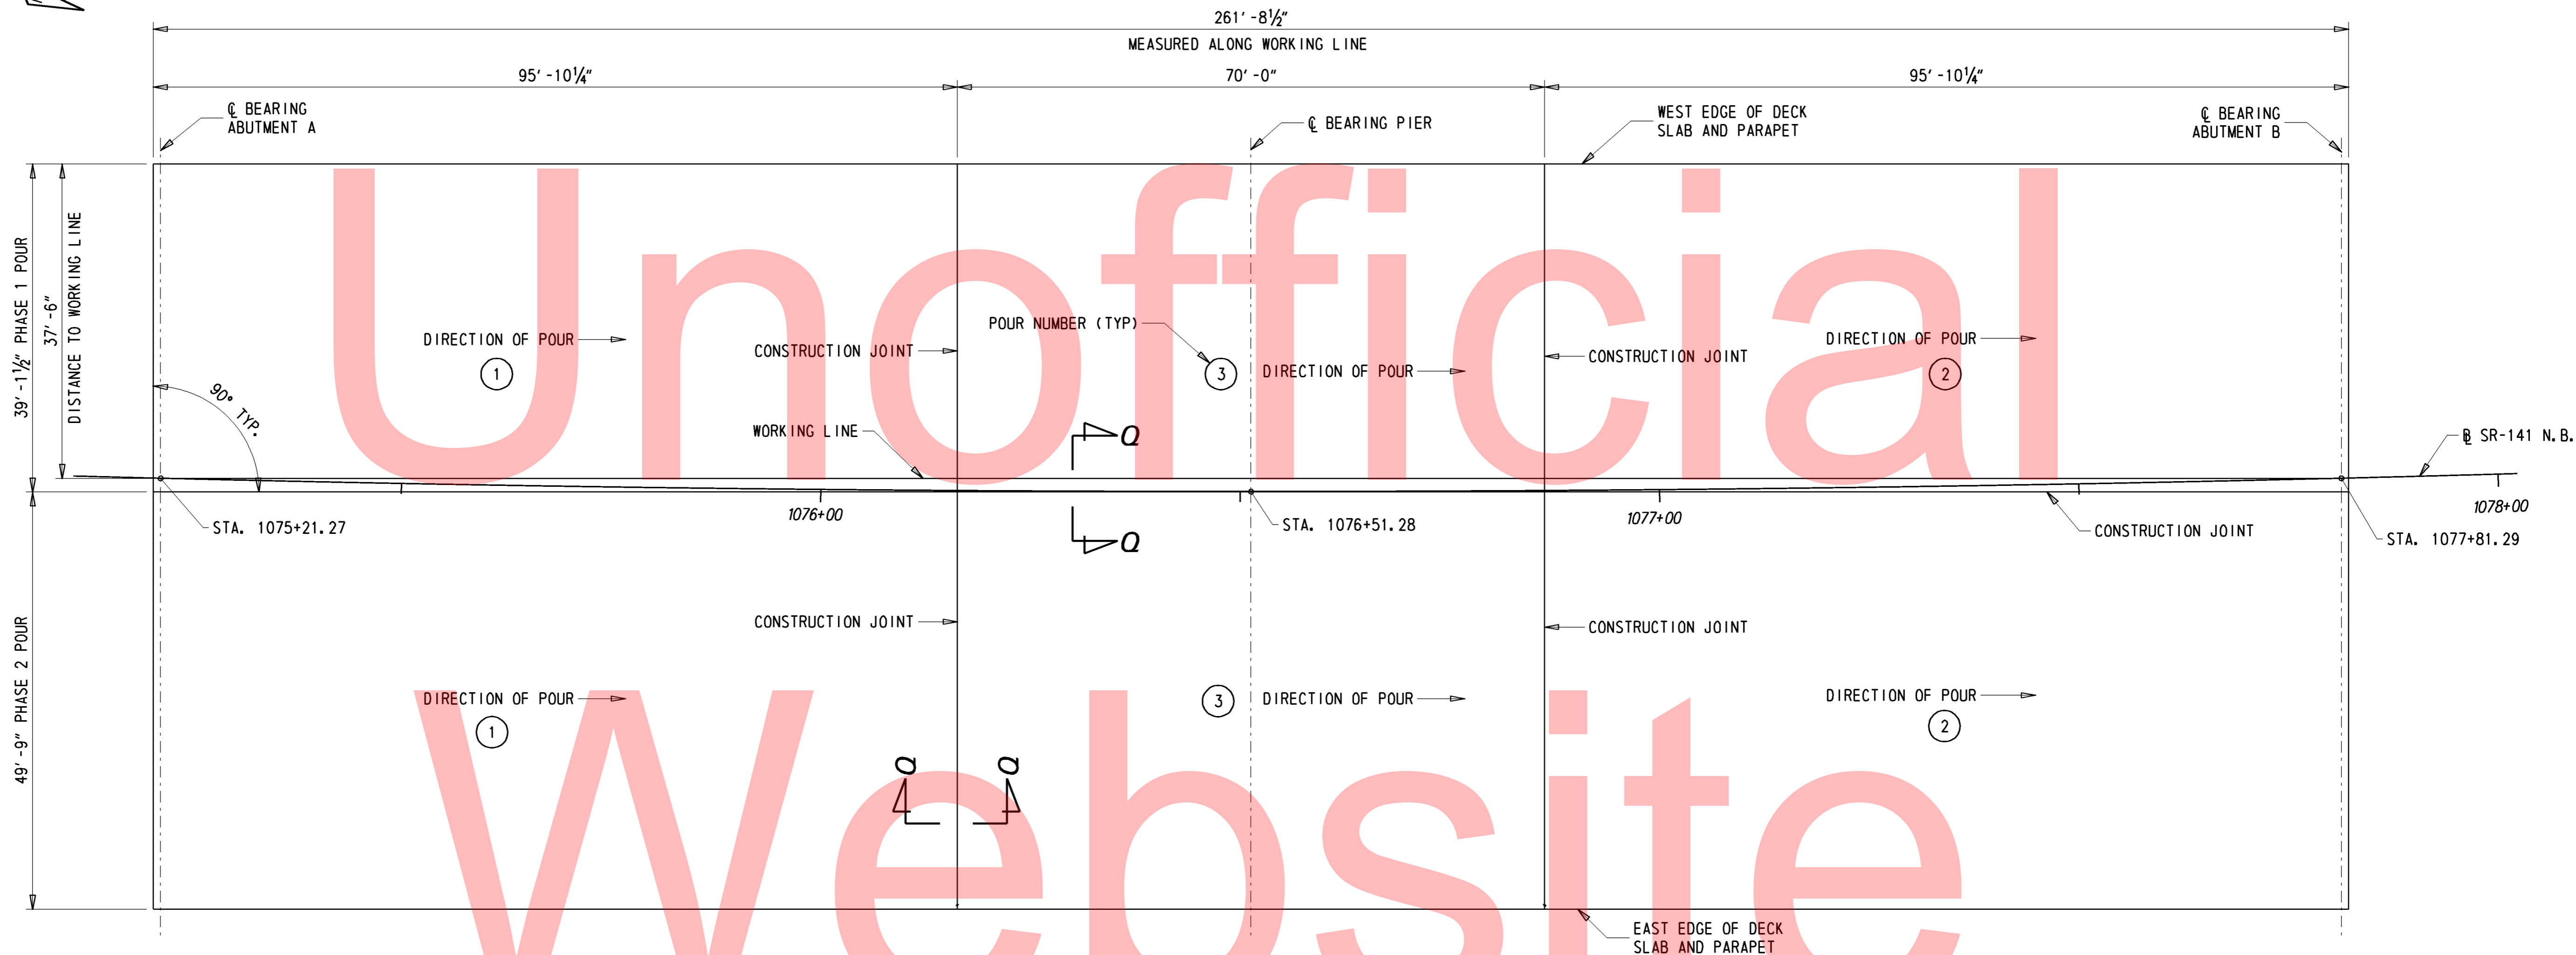 261'-8½"
MEASURED ALONG WORKING LINE
95'-10¼"
70'-0"
95'-10¼"
℄ BEARING
ABUTMENT A
℄ BEARING PIER
WEST EDGE OF DECK
SLAB AND PARAPET
℄ BEARING
ABUTMENT B
39'-1½" PHASE 1 POUR
37'-6"
DISTANCE TO WORKING LINE
90° TYP.
Unofficial
DIRECTION OF POUR
1
CONSTRUCTION JOINT
POUR NUMBER (TYP)
3
DIRECTION OF POUR
CONSTRUCTION JOINT
DIRECTION OF POUR
2
WORKING LINE
Q
B SR-141 N.B.
STA. 1075+21.27
1076+00
Q
STA. 1076+51.28
1077+00
CONSTRUCTION JOINT
STA. 1077+81.29
1078+00
49'-9" PHASE 2 POUR
CONSTRUCTION JOINT
CONSTRUCTION JOINT
DIRECTION OF POUR
1
3
DIRECTION OF POUR
DIRECTION OF POUR
2
Q
Q
Website
EAST EDGE OF DECK
SLAB AND PARAPET